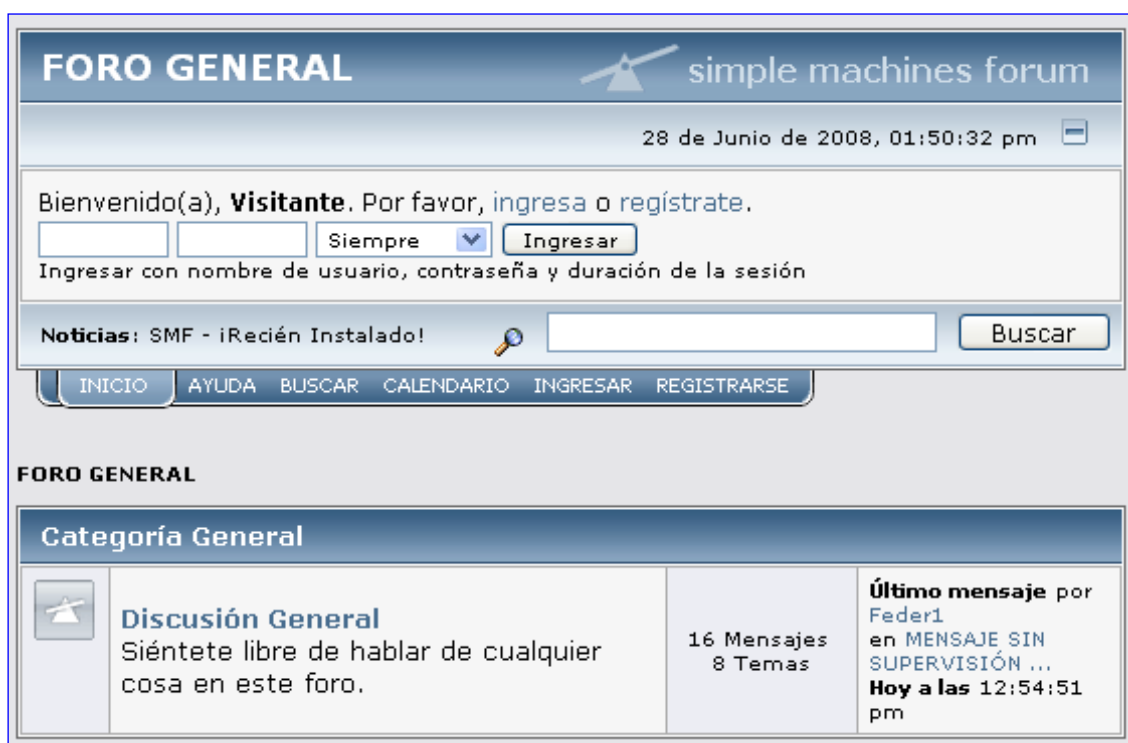 FORO GENERAL
simple machines forum
28 de Junio de 2008, 01:50:32 pm
Bienvenido(a), Visitante. Por favor, ingresa o regístrate.
Siempre
Ingresar
Ingresar con nombre de usuario, contraseña y duración de la sesión
Noticias: SMF - ¡Recién Instalado!
Buscar
INICIO AYUDA BUSCAR CALENDARIO INGRESAR REGISTRARSE
FORO GENERAL
Categoría General
Discusión General
Siéntete libre de hablar de cualquier
cosa en este foro.
16 Mensajes
8 Temas
Último mensaje por
Feder1
en MENSAJE SIN
SUPERVISIÓN ...
Hoy a las 12:54:51
pm